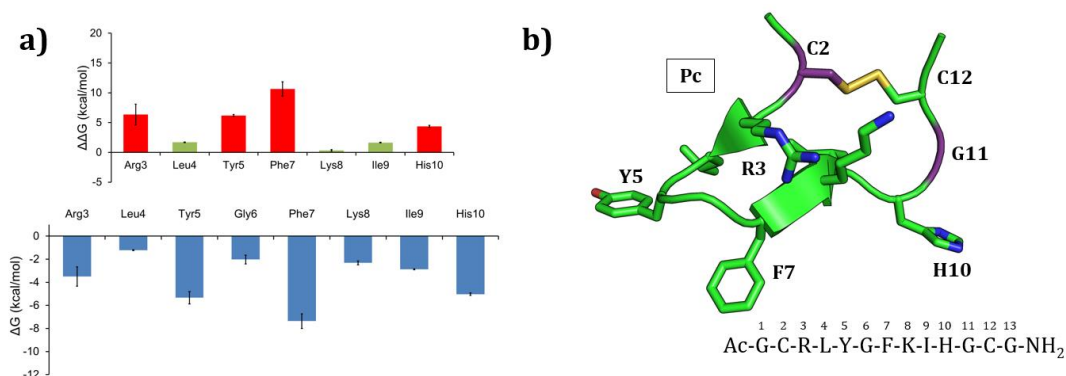 a)
ΔΔG (kcal/mol)
20
15
10
5
0
-5
Arg3 Leu4 Tyr5 Phe7 Lys8 Ile9 His10
Arg3 Leu4 Tyr5 Gly6 Phe7 Lys8 Ile9 His10
ΔG (kcal/mol)
0
-2
-4
-6
-8
-10
-12
b)
Pc
C2
C12
G11
R3
Y5
F7
H10
1 2 3 4 5 6 7 8 9 10 11 12 13
Ac-G-C-R-L-Y-G-F-K-I-H-G-C-G-NH₂